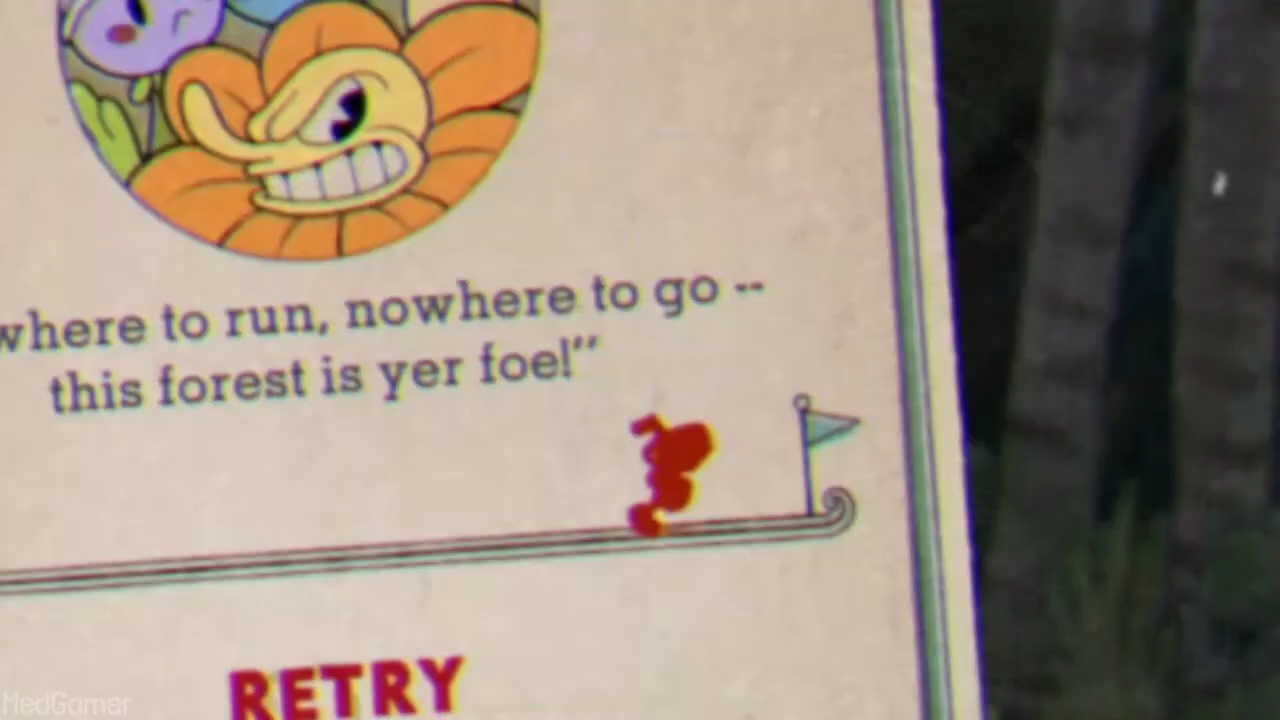 where to run, nowhere to go --
this forest is yer foe!”
RETRY
MedGamer